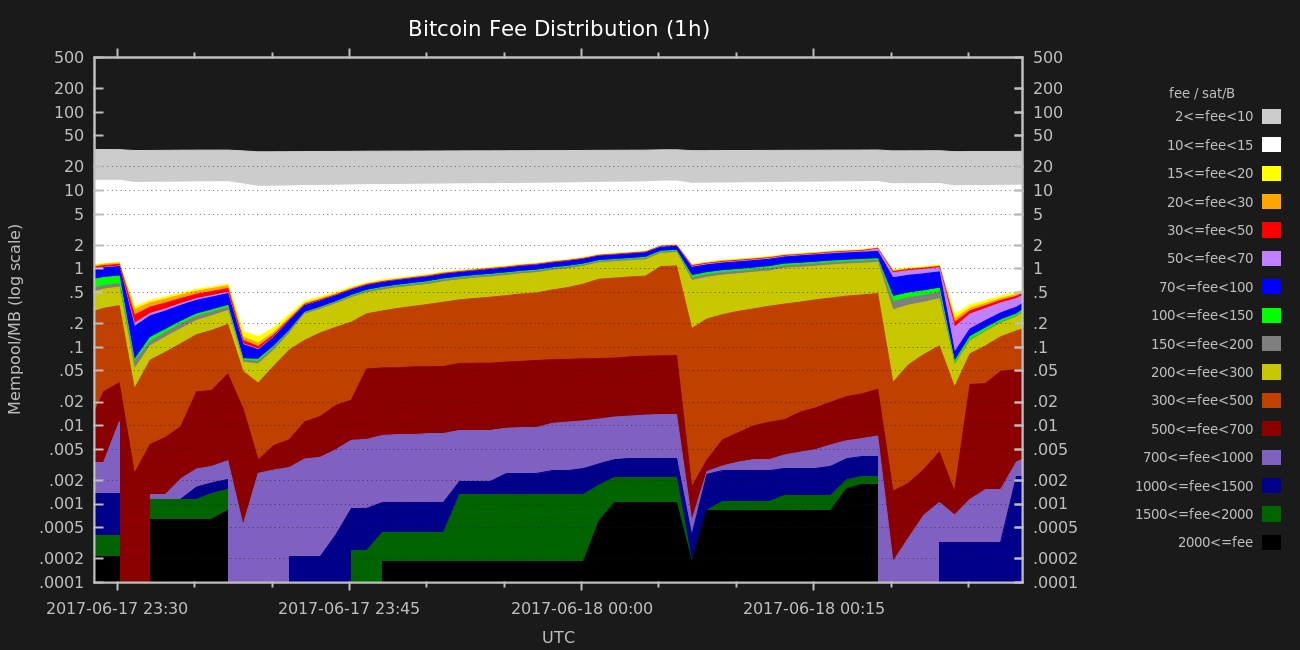 Bitcoin Fee Distribution (1h)
Mempool/MB (log scale)
500
200
100
50
20
10
5
2
1
.5
.2
.1
.05
.02
.01
.005
.002
.001
.0005
.0002
.0001
500
200
100
50
20
10
5
2
1
.5
.2
.1
.05
.02
.01
.005
.002
.001
.0005
.0002
.0001
2017-06-17 23:30
2017-06-17 23:45
2017-06-18 00:00
2017-06-18 00:15
UTC
fee / sat/B
2<=fee<10
10<=fee<15
15<=fee<20
20<=fee<30
30<=fee<50
50<=fee<70
70<=fee<100
100<=fee<150
150<=fee<200
200<=fee<300
300<=fee<500
500<=fee<700
700<=fee<1000
1000<=fee<1500
1500<=fee<2000
2000<=fee